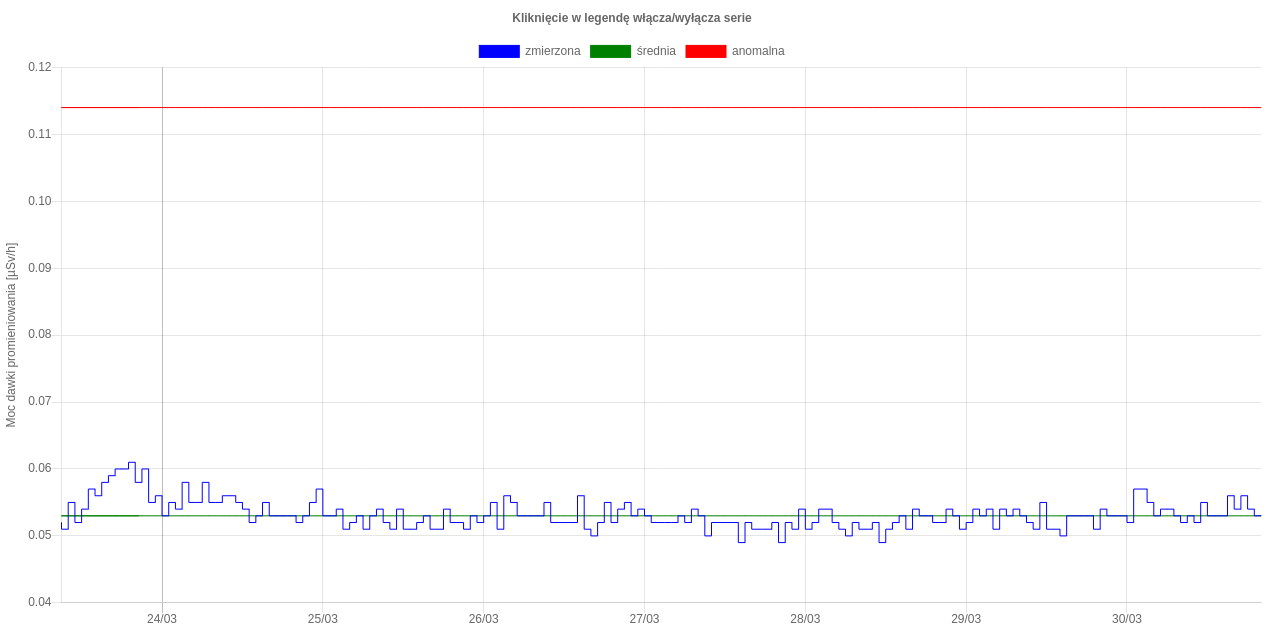 Kliknięcie w legendę włącza/wyłącza serie
zmierzona średnia anomalna
Moc dawki promieniowania [µSv/h]
0.12
0.11
0.10
0.09
0.08
0.07
0.06
0.05
0.04
24/03 25/03 26/03 27/03 28/03 29/03 30/03